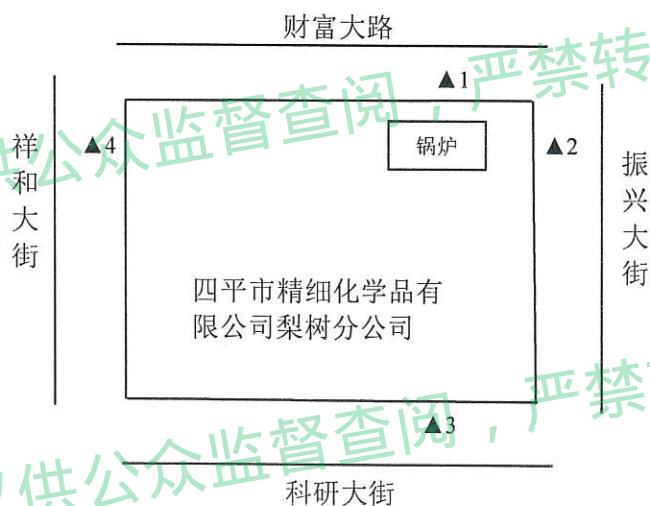 财富大路
▲1
供公众监督查阅，严禁转
祥和大街
▲4
锅炉
▲2
振兴大街
四平市精细化学品有
限公司梨树分公司
▲3
仅供公众监督查阅，严禁
科研大街